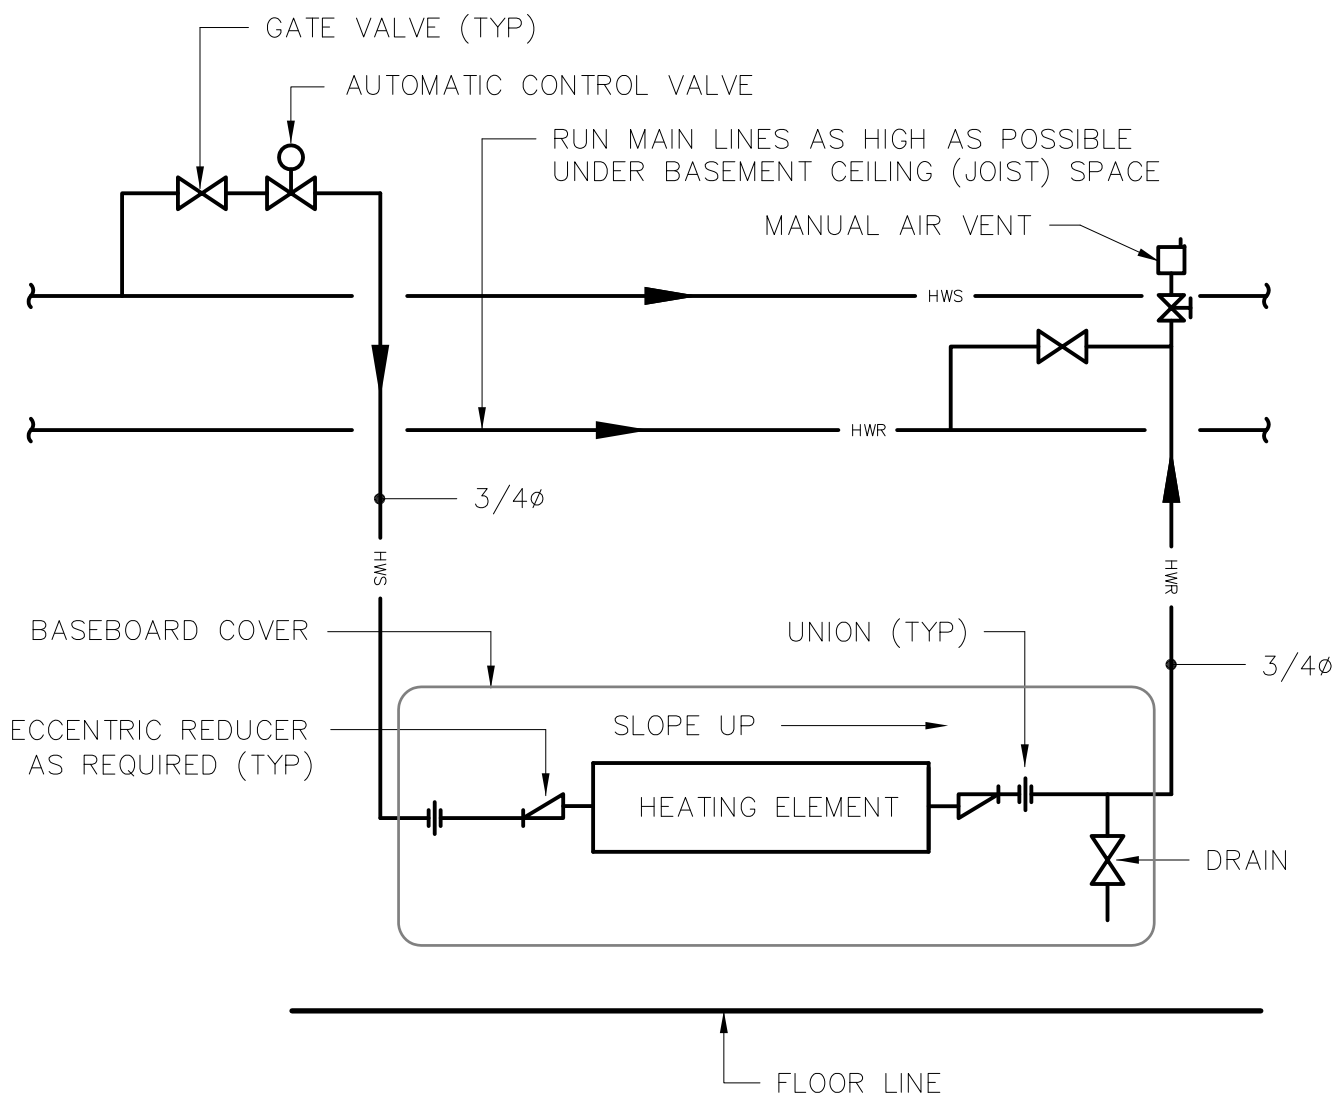 GATE VALVE (TYP)
AUTOMATIC CONTROL VALVE
RUN MAIN LINES AS HIGH AS POSSIBLE
UNDER BASEMENT CEILING (JOIST) SPACE
MANUAL AIR VENT
HWS
HWR
3/4ø
HWS
HWR
BASEBOARD COVER
UNION (TYP)
3/4ø
ECCENTRIC REDUCER
AS REQUIRED (TYP)
SLOPE UP
HEATING ELEMENT
DRAIN
FLOOR LINE